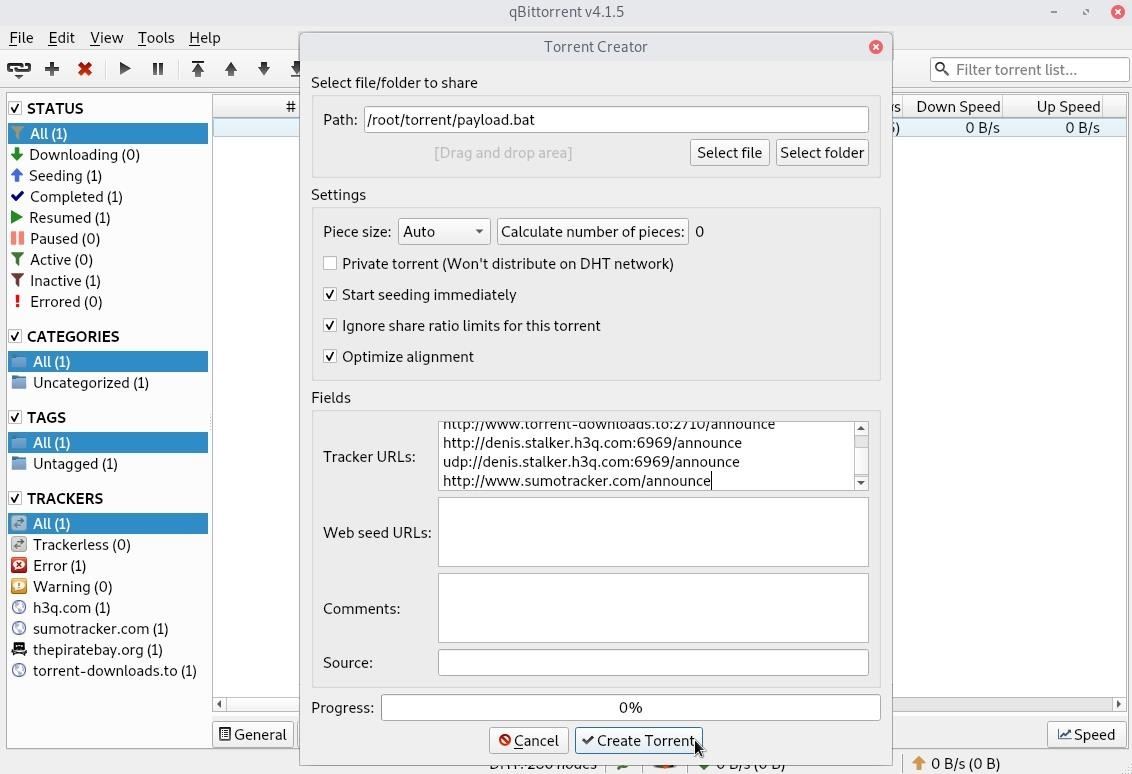 qBittorrent v4.1.5
File Edit View Tools Help
Filter torrent list...
STATUS
All (1)
Downloading (0)
Seeding (1)
Completed (1)
Resumed (1)
Paused (0)
Active (0)
Inactive (1)
Errored (0)
CATEGORIES
All (1)
Uncategorized (1)
TAGS
All (1)
Untagged (1)
TRACKERS
All (1)
Trackerless (0)
Error (1)
Warning (0)
h3q.com (1)
sumotracker.com (1)
thepiratebay.org (1)
torrent-downloads.to (1)
#
Down Speed Up Speed
0 B/s 0 B/s
Torrent Creator
Select file/folder to share
Path: /root/torrent/payload.bat
[Drag and drop area] Select file Select folder
Settings
Piece size: Auto Calculate number of pieces: 0
Private torrent (Won't distribute on DHT network)
Start seeding immediately
Ignore share ratio limits for this torrent
Optimize alignment
Fields
Tracker URLs:
http://www.torrent-downloads.to:2710/announce
http://denis.stalker.h3q.com:6969/announce
udp://denis.stalker.h3q.com:6969/announce
http://www.sumotracker.com/announce
Web seed URLs:
Comments:
Source:
Progress: 0%
Cancel Create Torrent
General Speed
nodes 0 B/s (0 B) 0 B/s (0 B)